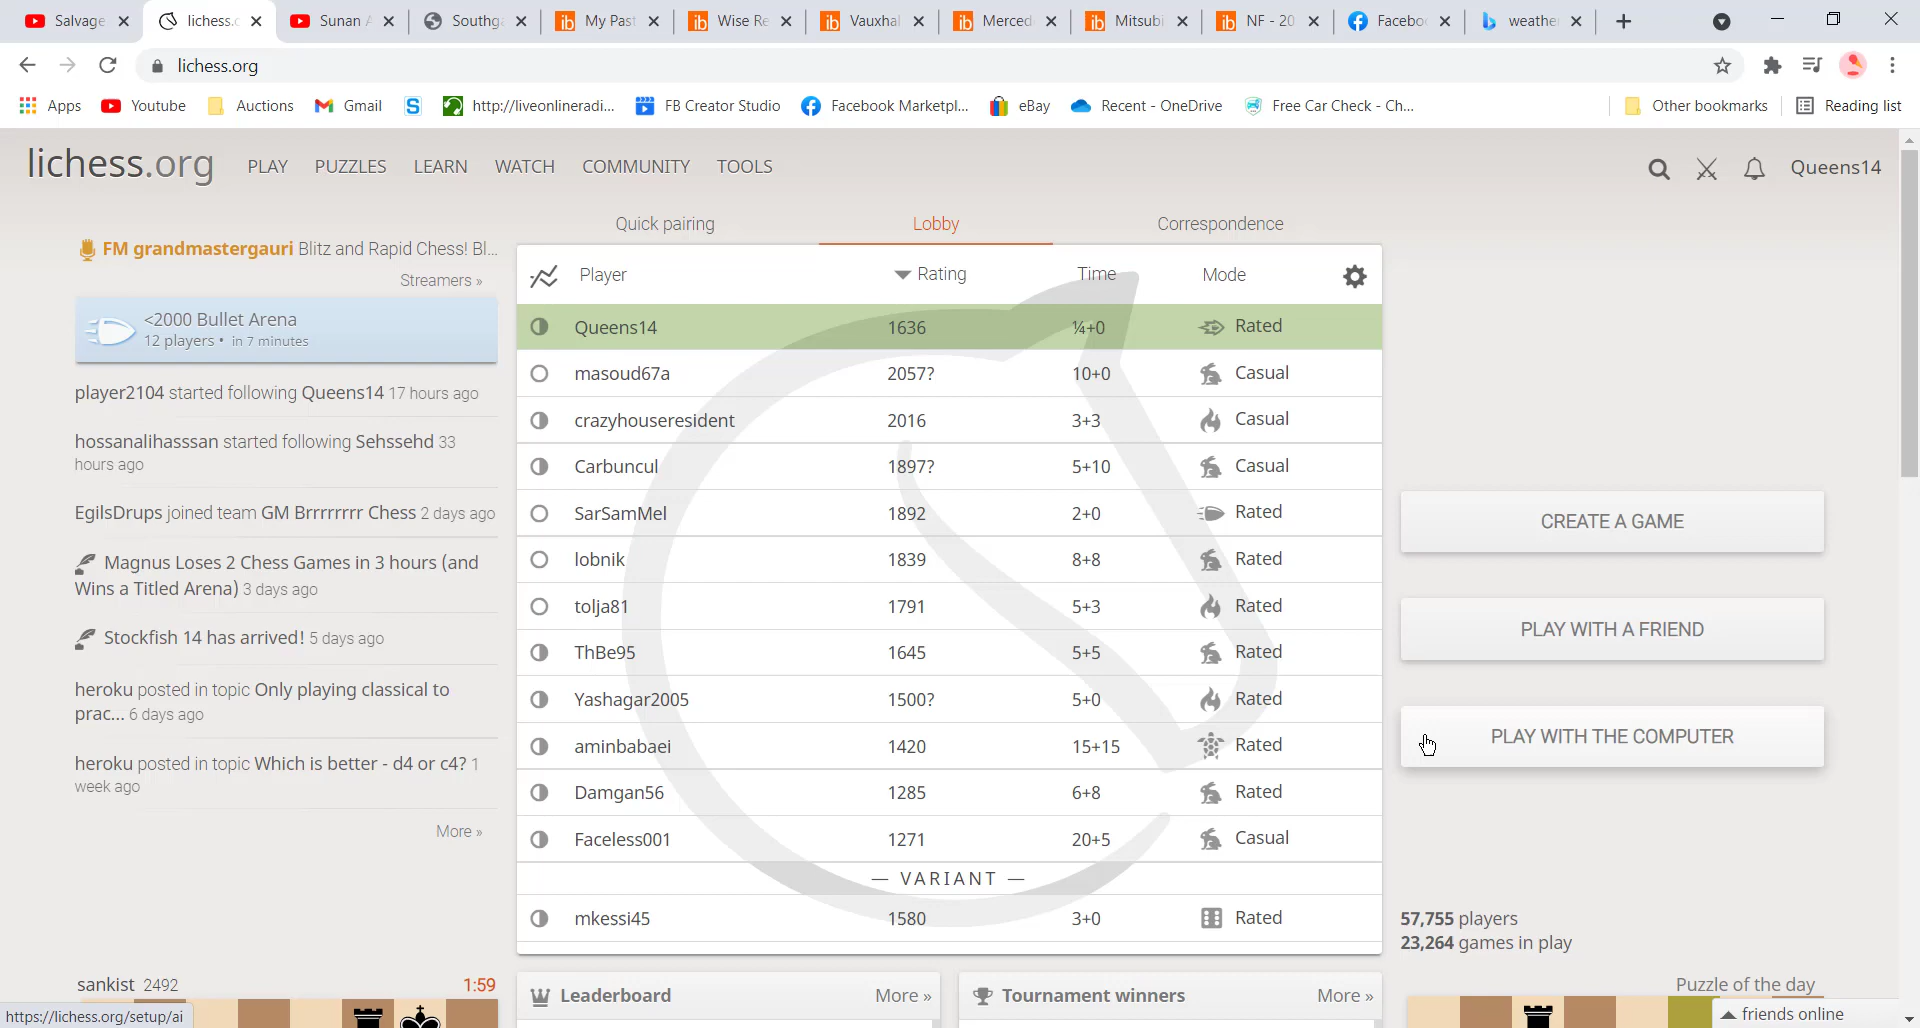 Salvage
lichess.c
Sunan A
Southga
My Past
Wise Re
Vauxhal
Merced
Mitsubi
NF - 20
Faceboo
weather
lichess.org
Apps
Youtube
Auctions
Gmail
http://liveonlineradi...
FB Creator Studio
Facebook Marketpl...
eBay
Recent - OneDrive
Free Car Check - Ch...
Other bookmarks
Reading list
lichess.org
PLAY
PUZZLES
LEARN
WATCH
COMMUNITY
TOOLS
Queens14
Quick pairing
Lobby
Correspondence
FM grandmastergauri Blitz and Rapid Chess! Bl...
Streamers »
<2000 Bullet Arena
12 players • in 7 minutes
player2104 started following Queens14 17 hours ago
hossanalihasssan started following Sehssehd 33
hours ago
EgilsDrups joined team GM Brrrrrrr Chess 2 days ago
Magnus Loses 2 Chess Games in 3 hours (and
Wins a Titled Arena) 3 days ago
Stockfish 14 has arrived! 5 days ago
heroku posted in topic Only playing classical to
prac... 6 days ago
heroku posted in topic Which is better - d4 or c4? 1
week ago
More »
Player Rating Time Mode
Queens14 1636 ¼+0 Rated
masoud67a 2057? 10+0 Casual
crazyhouseresident 2016 3+3 Casual
Carbuncul 1897? 5+10 Casual
SarSamMel 1892 2+0 Rated
lobnik 1839 8+8 Rated
tolja81 1791 5+3 Rated
ThBe95 1645 5+5 Rated
Yashagar2005 1500? 5+0 Rated
aminbabaei 1420 15+15 Rated
Damgan56 1285 6+8 Rated
Faceless001 1271 20+5 Casual
— VARIANT —
mkessi45 1580 3+0 Rated
CREATE A GAME
PLAY WITH A FRIEND
PLAY WITH THE COMPUTER
57,755 players
23,264 games in play
sankist 2492 1:59
Leaderboard More »
Tournament winners More »
Puzzle of the day
friends online
https://lichess.org/setup/ai